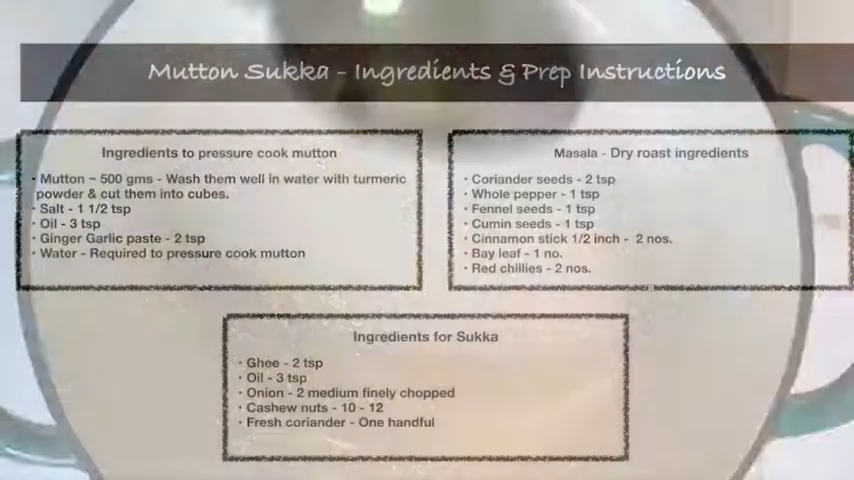 Mutton Sukka - Ingredients & Prep Instructions
Ingredients to pressure cook mutton
· Mutton ~ 500 gms - Wash them well in water with turmeric
powder & cut them into cubes.
· Salt - 1 1/2 tsp
· Oil - 3 tsp
· Ginger Garlic paste - 2 tsp
· Water - Required to pressure cook mutton
Masala - Dry roast ingredients
· Coriander seeds - 2 tsp
· Whole pepper - 1 tsp
· Fennel seeds - 1 tsp
· Cumin seeds - 1 tsp
· Cinnamon stick 1/2 inch - 2 nos.
· Bay leaf - 1 no.
· Red chillies - 2 nos.
Ingredients for Sukka
· Ghee - 2 tsp
· Oil - 3 tsp
· Onion - 2 medium finely chopped
· Cashew nuts - 10 - 12
· Fresh coriander - One handful